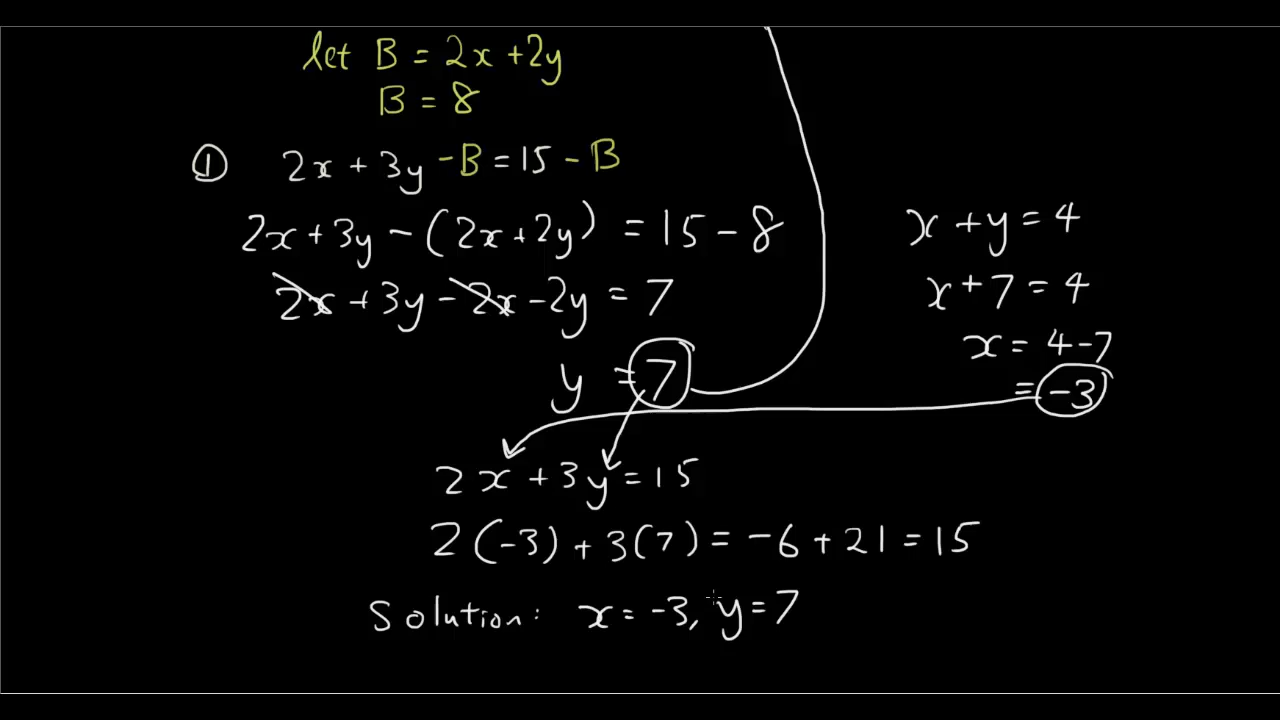 let B = 2x + 2y
B = 8
① 2x + 3y - B = 15 - B
2x + 3y - (2x + 2y) = 15 - 8
2x + 3y - 2x - 2y = 7
y = 7
x + y = 4
x + 7 = 4
x = 4 - 7
= -3
2x + 3y = 15
2(-3) + 3(7) = -6 + 21 = 15
Solution: x = -3, y = 7